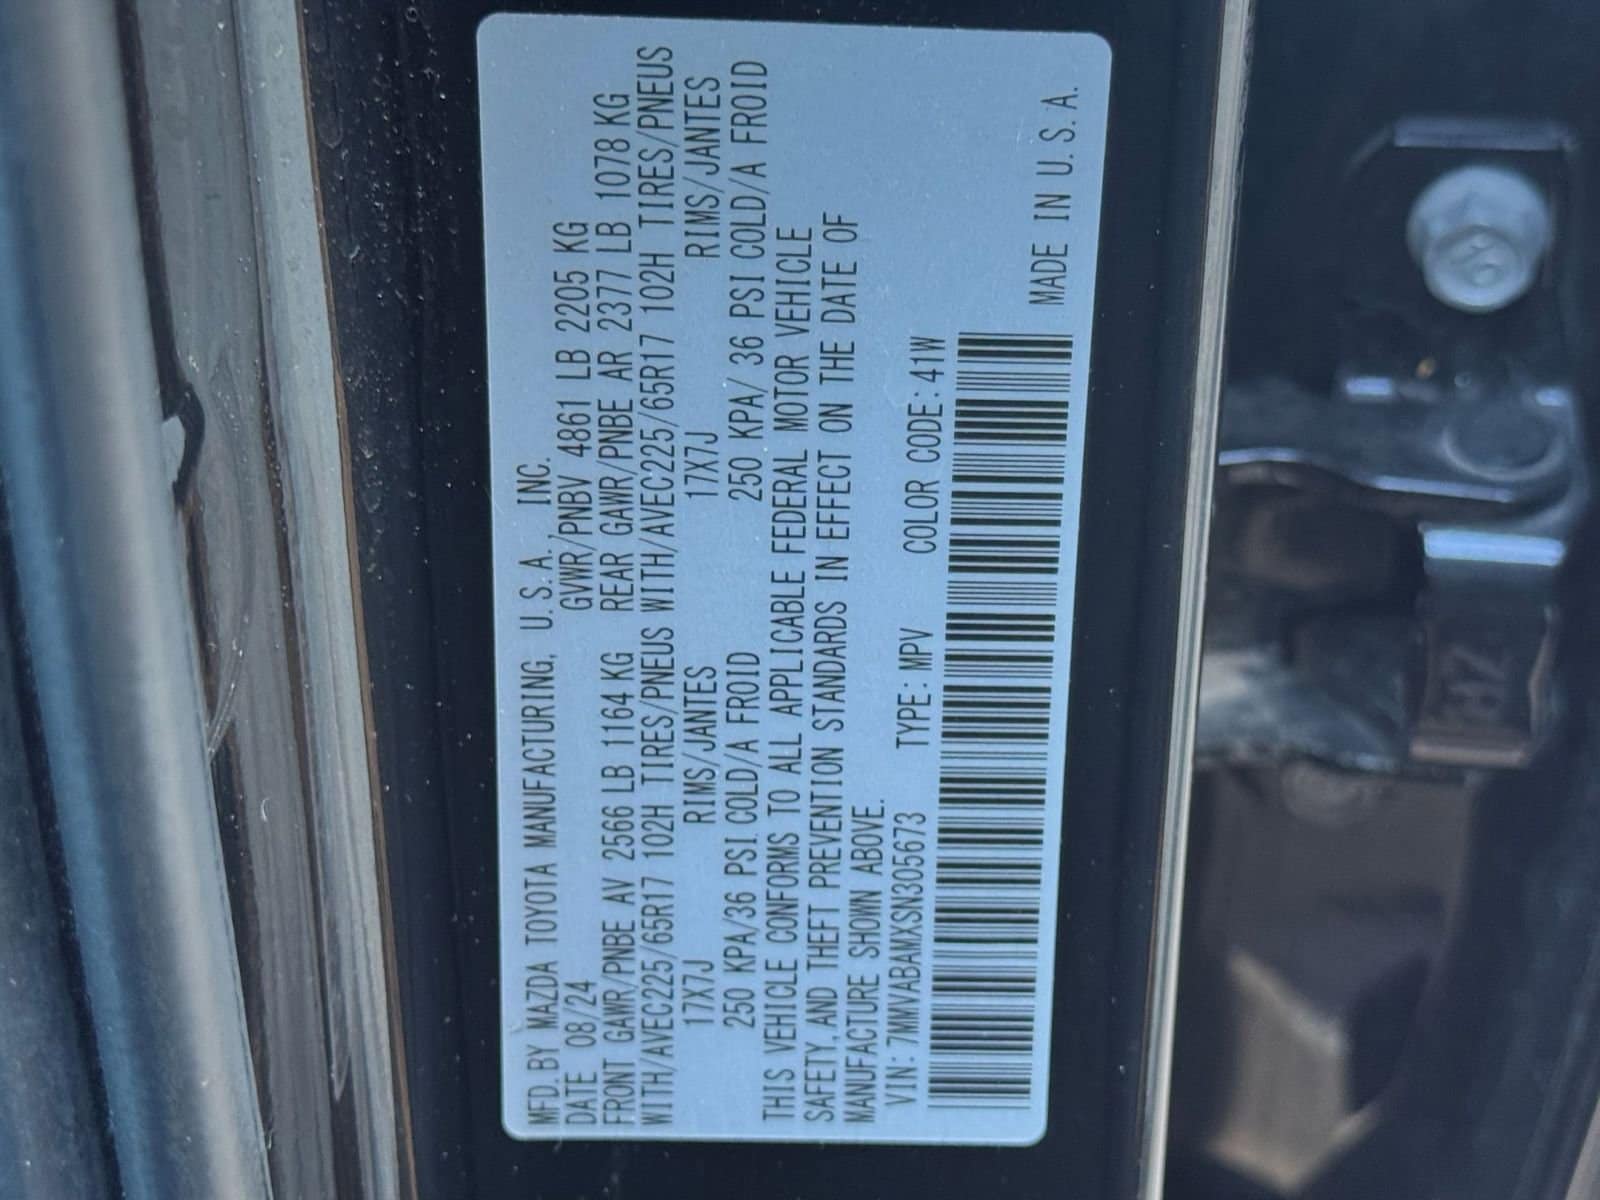 MFD. BY MAZDA TOYOTA MANUFACTURING, U. S. A., INC.
DATE 08/24 GVWR/PNBV 4861 LB 2205 KG
FRONT GAWR/PNBE AV 2566 LB 1164 KG REAR GAWR/PNBE AR 2377 LB 1078 KG
WITH/AVEC225/65R17 102H TIRES/PNEUS WITH/AVEC225/65R17 102H TIRES/PNEUS
17X7J RIMS/JANTES 17X7J RIMS/JANTES
250 KPA/36 PSI COLD/A FROID 250 KPA/ 36 PSI COLD/A FROID
THIS VEHICLE CONFORMS TO ALL APPLICABLE FEDERAL MOTOR VEHICLE
SAFETY, AND THEFT PREVENTION STANDARDS IN EFFECT ON THE DATE OF
MANUFACTURE SHOWN ABOVE.
VIN: 7MMVABAMXSN305673 TYPE: MPV COLOR CODE: 41W
MADE IN U. S. A.